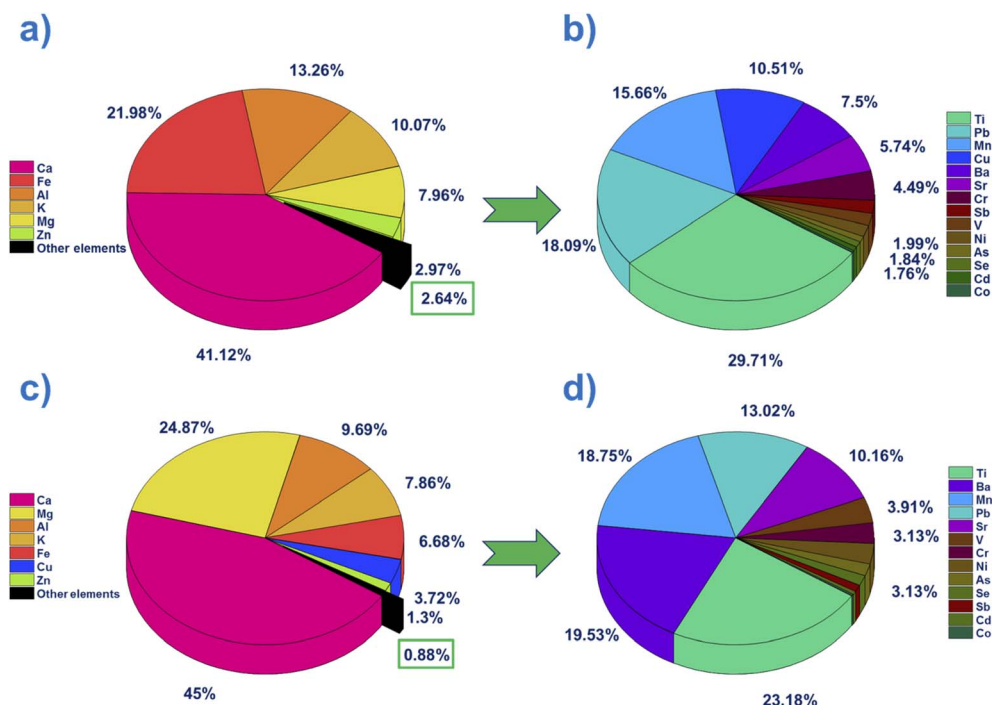 a)
13.26%
21.98%
10.07%
7.96%
2.97%
2.64%
41.12%
Ca
Fe
Al
K
Mg
Zn
Other elements
b)
10.51%
15.66%
7.5%
5.74%
4.49%
1.99%
1.84%
1.76%
18.09%
29.71%
Ti
Pb
Mn
Cu
Ba
Sr
Cr
Sb
V
Ni
As
Se
Cd
Co
c)
24.87%
9.69%
7.86%
6.68%
3.72%
1.3%
0.88%
45%
Ca
Mg
Al
K
Fe
Cu
Zn
Other elements
d)
13.02%
18.75%
10.16%
3.91%
3.13%
3.13%
19.53%
23.18%
Ti
Ba
Mn
Pb
Sr
V
Cr
Ni
As
Se
Sb
Cd
Co